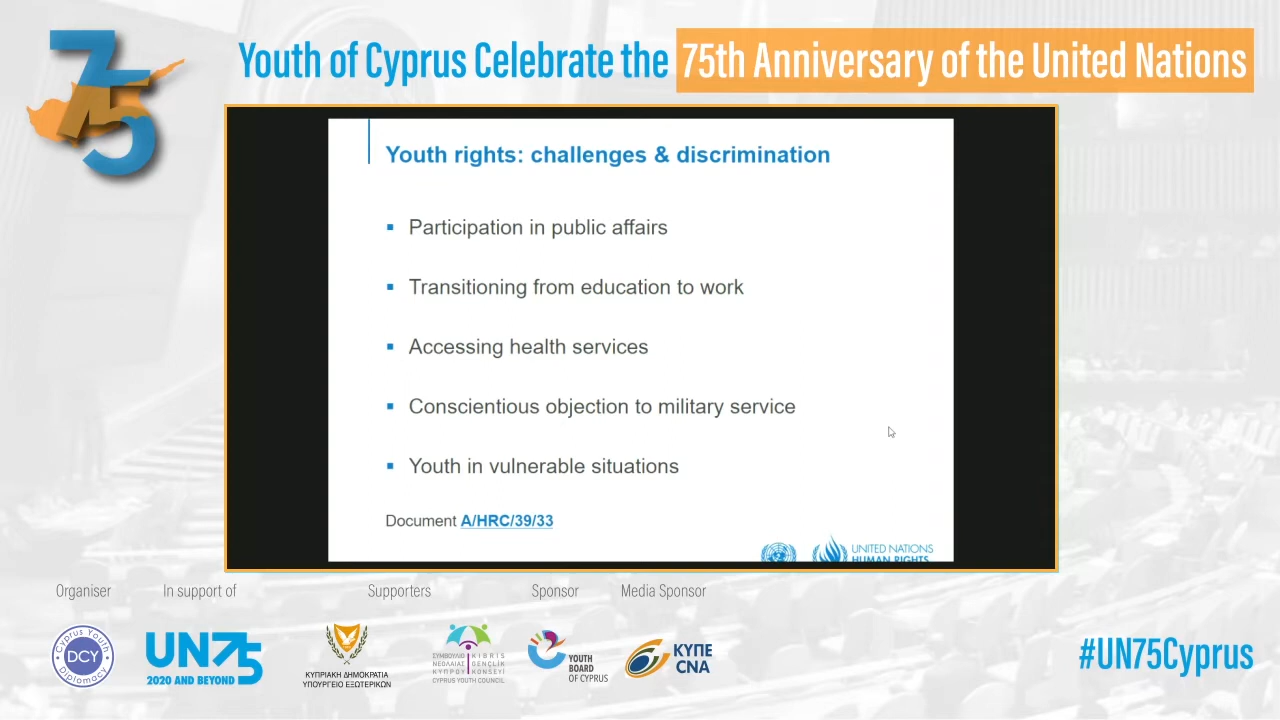 75
Youth of Cyprus Celebrate the 75th Anniversary of the United Nations
Youth rights: challenges & discrimination
Participation in public affairs
Transitioning from education to work
Accessing health services
Conscientious objection to military service
Youth in vulnerable situations
Document A/HRC/39/33
UNITED NATIONS
HUMAN RIGHTS
Organiser
In support of
Supporters
Sponsor
Media Sponsor
Cyprus Youth
DCY
Diplomacy
UN75
2020 AND BEYOND
ΚΥΠΡΙΑΚΗ ΔΗΜΟΚΡΑΤΙΑ
ΥΠΟΥΡΓΕΙΟ ΕΞΩΤΕΡΙΚΩΝ
ΣΥΜΒΟΥΛΙΟ KIBRIS
ΝΕΟΛΑΙΑΣ GENÇLİK
ΚΥΠΡΟΥ KONSEYİ
CYPRUS YOUTH COUNCIL
YOUTH
BOARD
OF CYPRUS
ΚΥΠΕ
CNA
#UN75Cyprus